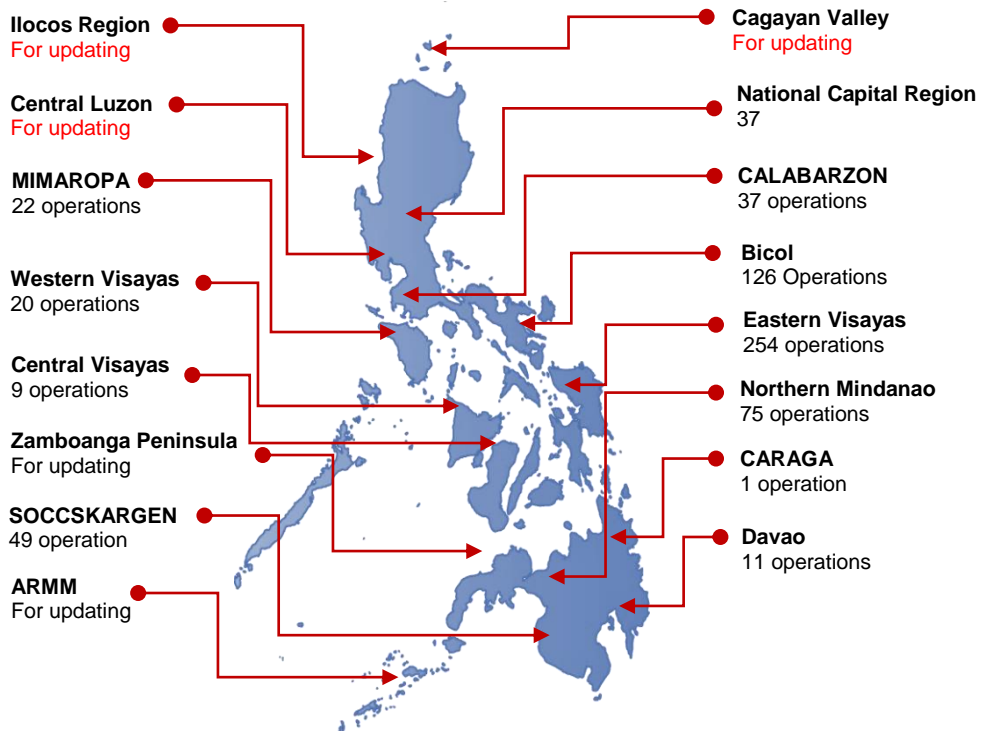 Ilocos Region
For updating
Central Luzon
For updating
MIMAROPA
22 operations
Western Visayas
20 operations
Central Visayas
9 operations
Zamboanga Peninsula
For updating
SOCCSKARGEN
49 operation
ARMM
For updating
Cagayan Valley
For updating
National Capital Region
37
CALABARZON
37 operations
Bicol
126 Operations
Eastern Visayas
254 operations
Northern Mindanao
75 operations
CARAGA
1 operation
Davao
11 operations